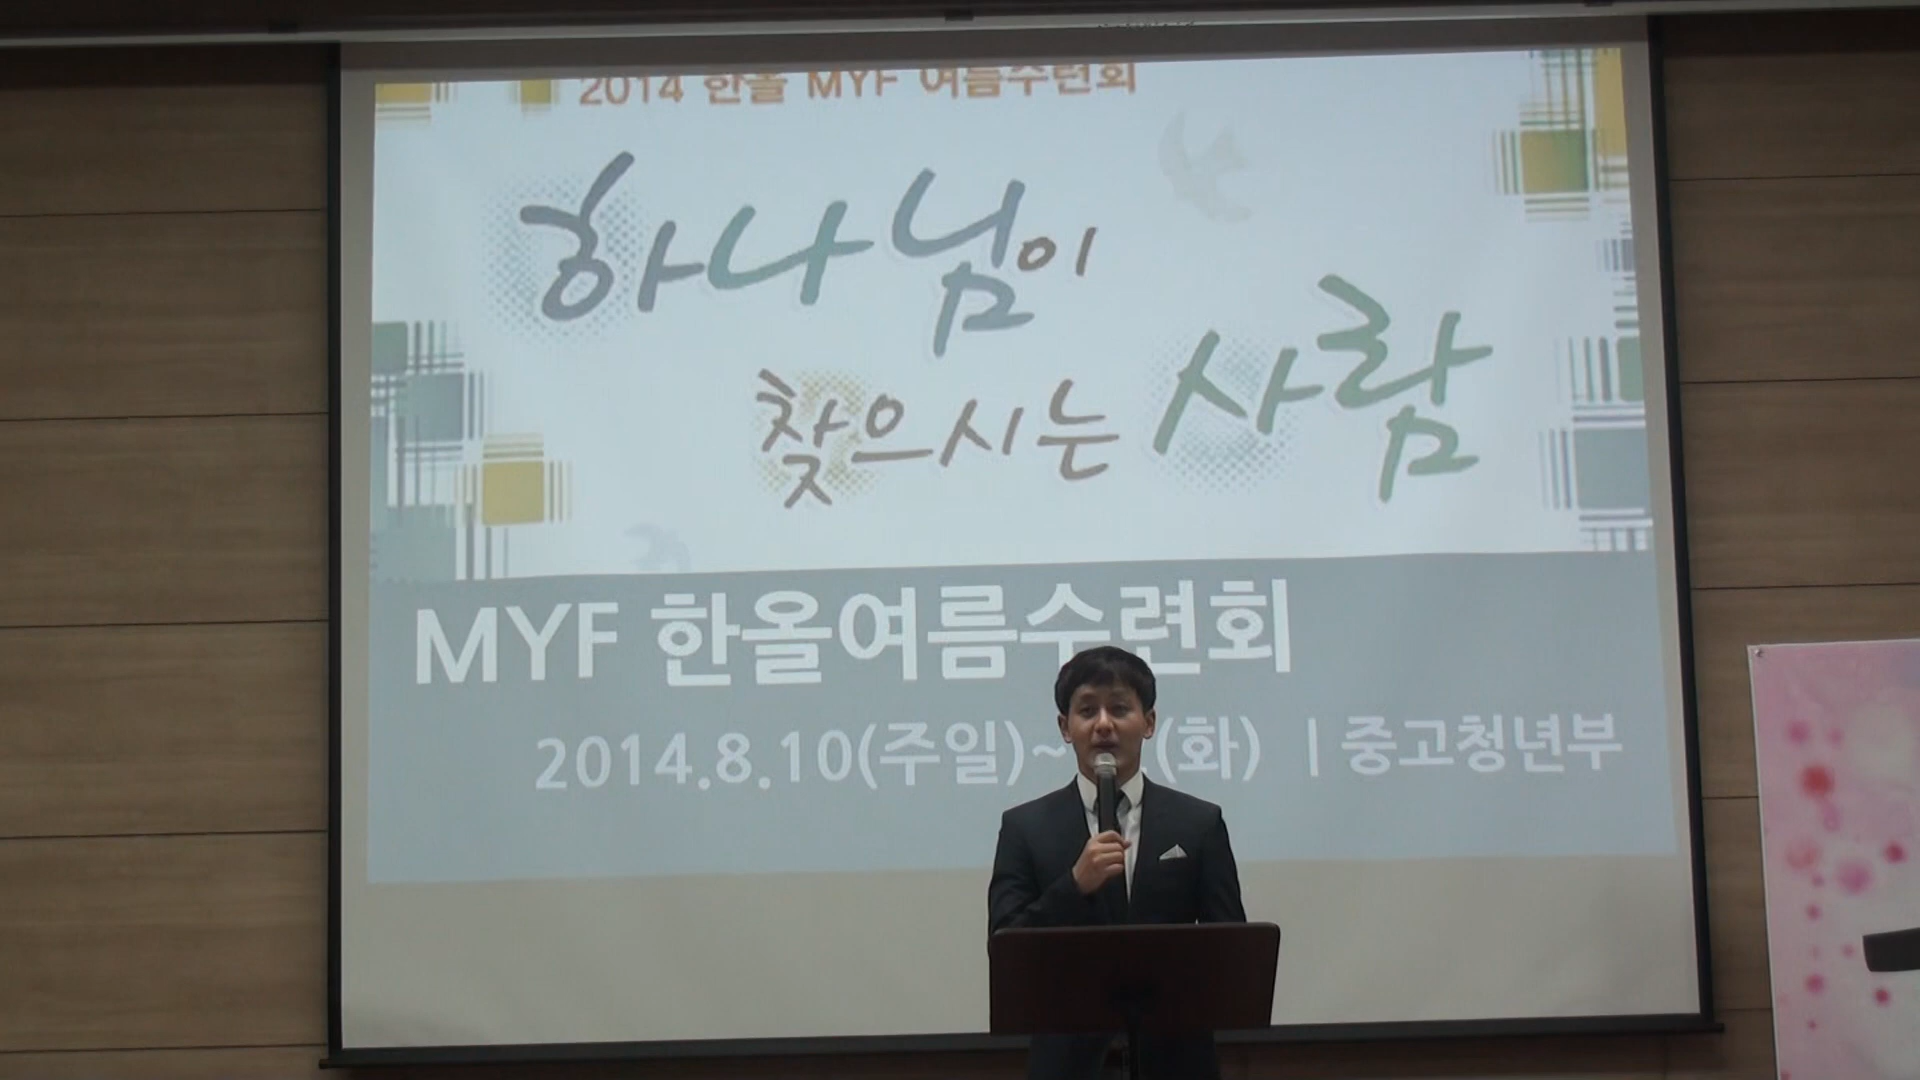 2014 한올 MYF 여름수련회
하나님이
찾으시는 사람
MYF 한올여름수련회
2014.8.10(주일)~ (화) | 중고청년부